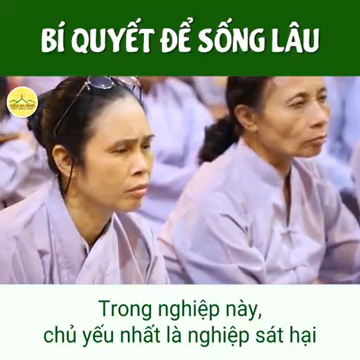 BÍ QUYẾT ĐỂ SỐNG LÂU
Trong nghiệp này,
chủ yếu nhất là nghiệp sát hại